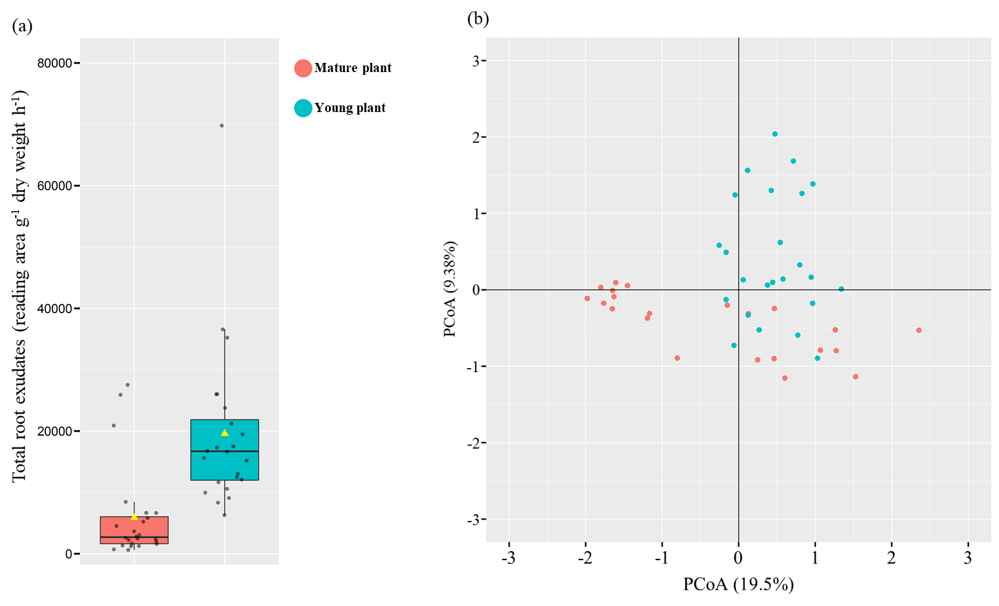 (a)
Total root exudates (reading area g-1 dry weight h-1)
80000
60000
40000
20000
0
Mature plant
Young plant
(b)
PCoA (9.38%)
3
2
1
0
-1
-2
-3
-3 -2 -1 0 1 2 3
PCoA (19.5%)